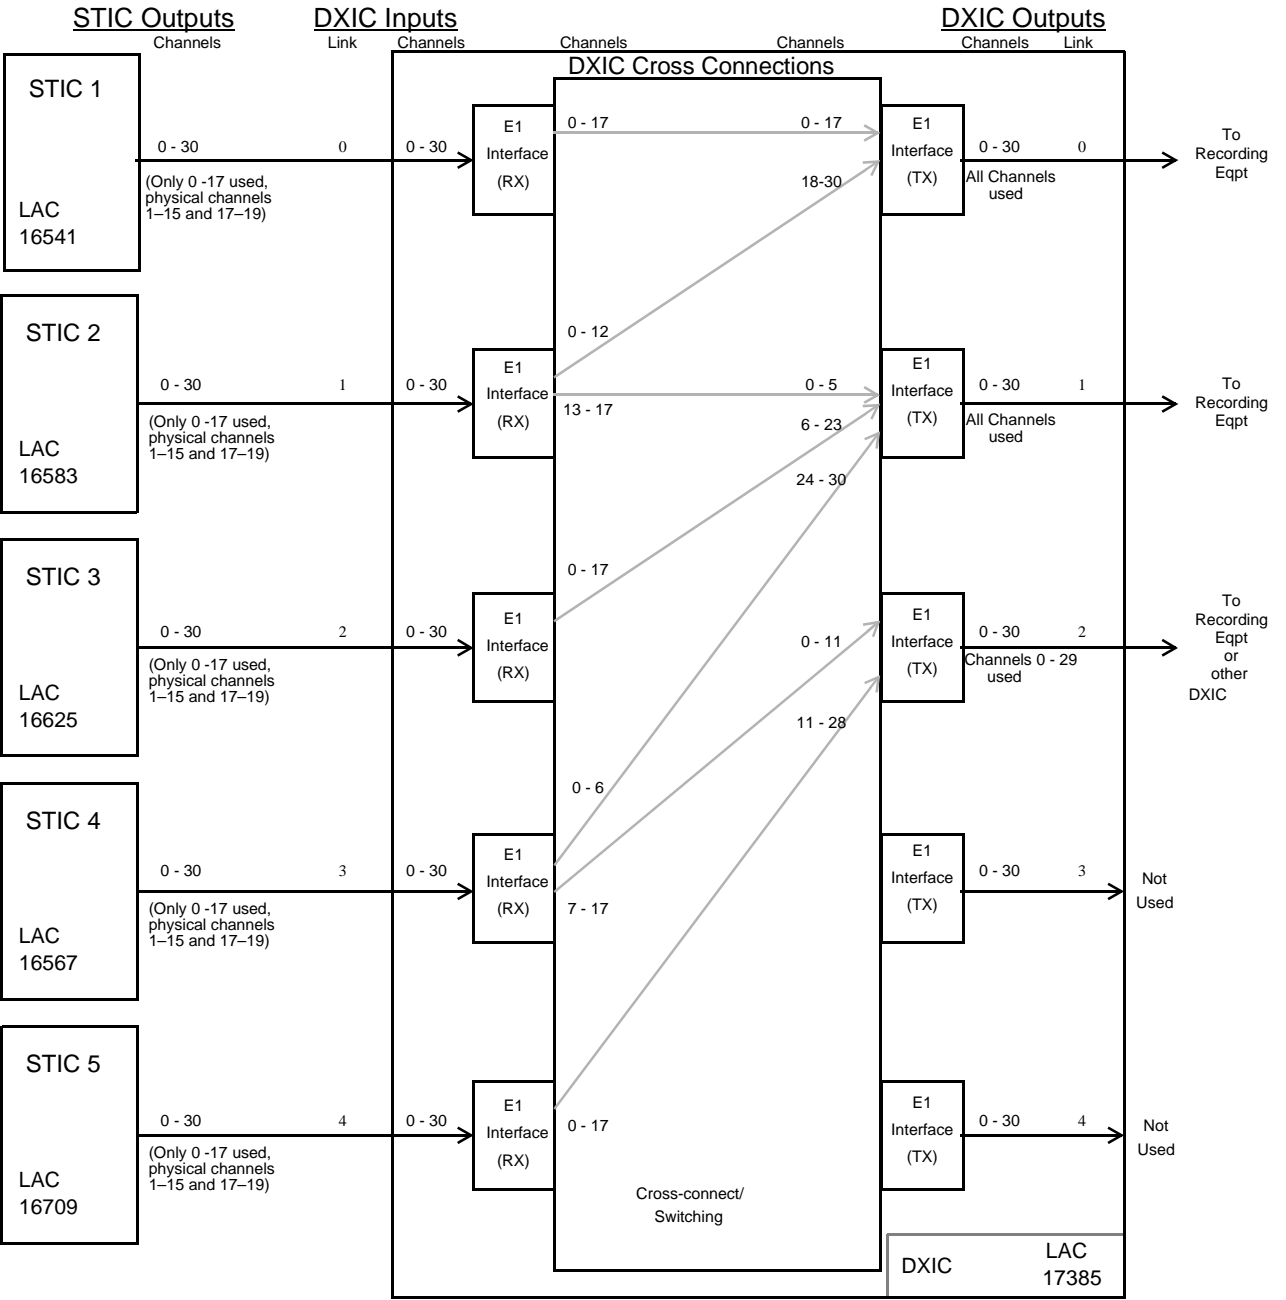 STIC Outputs
DXIC Inputs
DXIC Outputs
Channels
Link
Channels
Channels
Channels
Channels
Link
DXIC Cross Connections
STIC 1
LAC
16541
0 - 30
(Only 0 -17 used,
physical channels
1–15 and 17–19)
0
0 - 30
E1
Interface
(RX)
0 - 17
0 - 17
18-30
E1
Interface
(TX)
0 - 30
0
All Channels
used
To
Recording
Eqpt
STIC 2
LAC
16583
0 - 30
(Only 0 -17 used,
physical channels
1–15 and 17–19)
1
0 - 30
E1
Interface
(RX)
0 - 12
13 - 17
0 - 5
6 - 23
24 - 30
E1
Interface
(TX)
0 - 30
1
All Channels
used
To
Recording
Eqpt
STIC 3
LAC
16625
0 - 30
(Only 0 -17 used,
physical channels
1–15 and 17–19)
2
0 - 30
E1
Interface
(RX)
0 - 17
0 - 11
11 - 28
E1
Interface
(TX)
0 - 30
2
Channels 0 - 29
used
To
Recording
Eqpt
or
other
DXIC
STIC 4
LAC
16567
0 - 30
(Only 0 -17 used,
physical channels
1–15 and 17–19)
3
0 - 30
E1
Interface
(RX)
0 - 6
7 - 17
E1
Interface
(TX)
0 - 30
3
Not
Used
STIC 5
LAC
16709
0 - 30
(Only 0 -17 used,
physical channels
1–15 and 17–19)
4
0 - 30
E1
Interface
(RX)
0 - 17
E1
Interface
(TX)
0 - 30
4
Not
Used
Cross-connect/
Switching
DXIC
LAC
17385